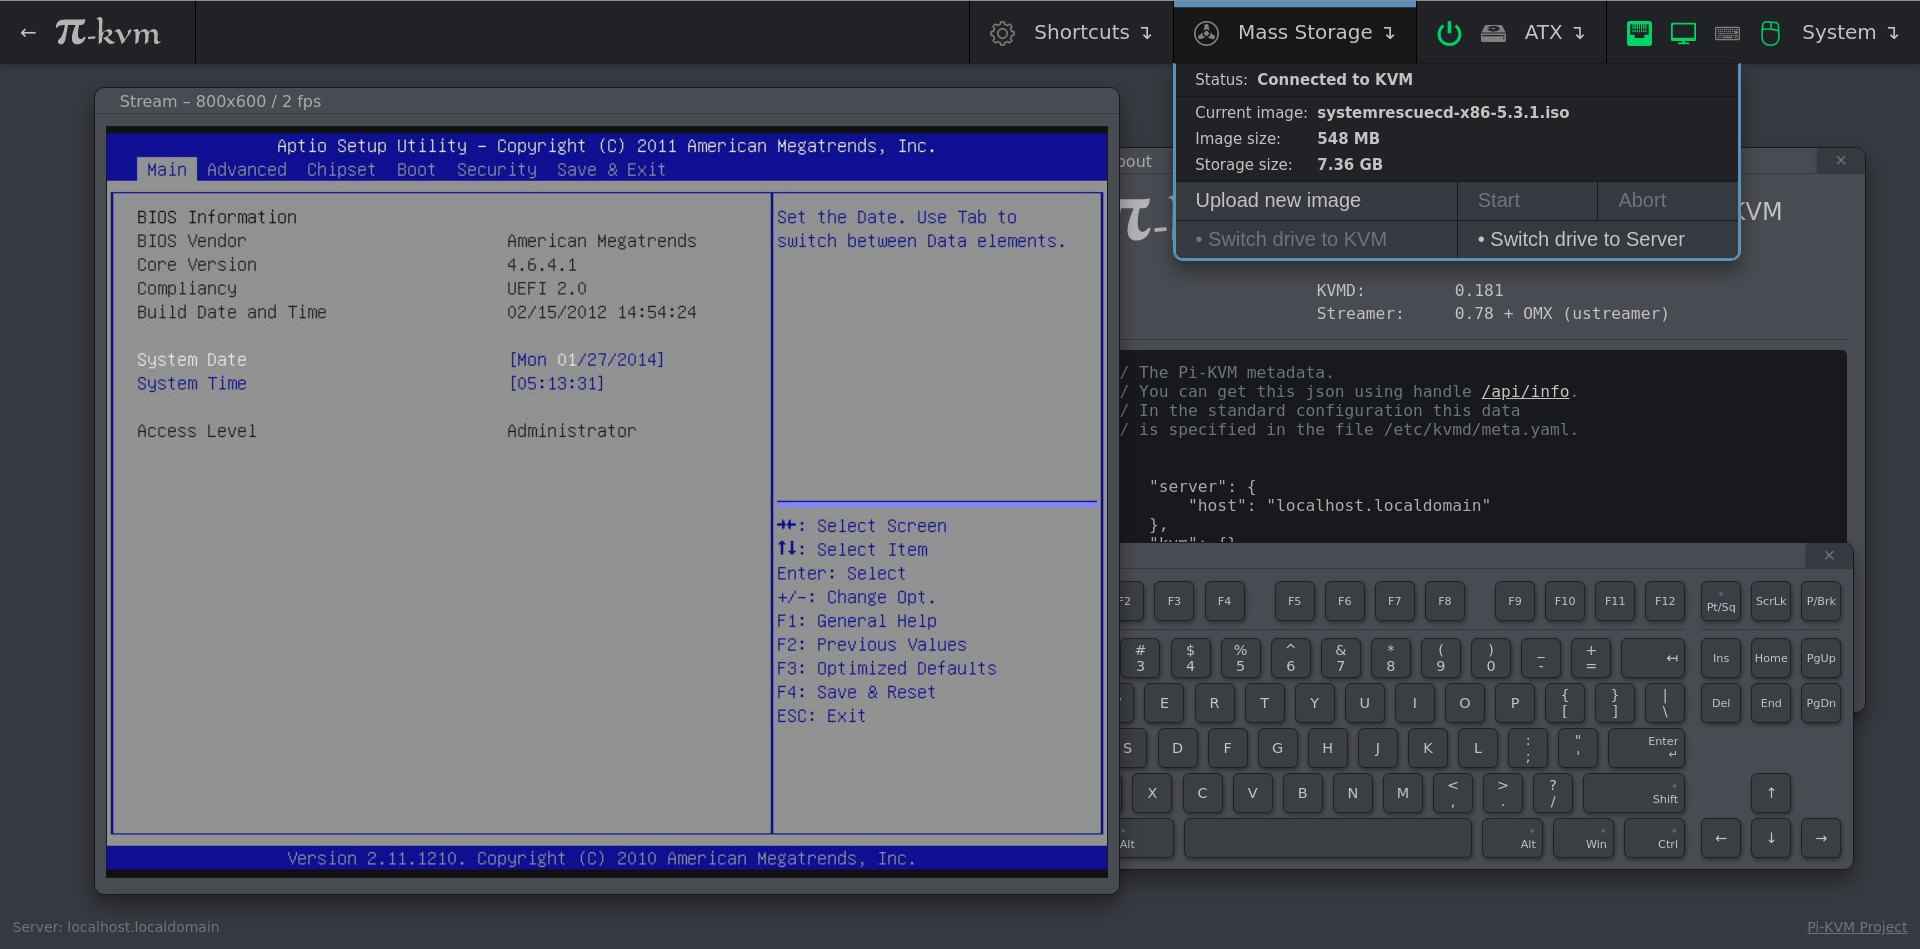 ← π-kvm
Shortcuts ↴
Mass Storage ↴
ATX ↴
System ↴
Status: Connected to KVM
Current image: systemrescuecd-x86-5.3.1.iso
Image size: 548 MB
Storage size: 7.36 GB
Upload new image
Start
Abort
• Switch drive to KVM
• Switch drive to Server
Stream – 800x600 / 2 fps
Aptio Setup Utility – Copyright (C) 2011 American Megatrends, Inc.
Main Advanced Chipset Boot Security Save & Exit
BIOS Information
BIOS Vendor American Megatrends
Core Version 4.6.4.1
Compliancy UEFI 2.0
Build Date and Time 02/15/2012 14:54:24
System Date [Mon 01/27/2014]
System Time [05:13:31]
Access Level Administrator
Set the Date. Use Tab to
switch between Data elements.
→←: Select Screen
↑↓: Select Item
Enter: Select
+/–: Change Opt.
F1: General Help
F2: Previous Values
F3: Optimized Defaults
F4: Save & Reset
ESC: Exit
Version 2.11.1210. Copyright (C) 2010 American Megatrends, Inc.
bout ×
π- KVM
KVMD: 0.181
Streamer: 0.78 + OMX (ustreamer)
/ The Pi-KVM metadata.
/ You can get this json using handle /api/info.
/ In the standard configuration this data
/ is specified in the file /etc/kvmd/meta.yaml.
"server": {
"host": "localhost.localdomain"
},
"kvm": {},
×
F2 F3 F4 F5 F6 F7 F8 F9 F10 F11 F12 Pt/Sq ScrLk P/Brk
# $ % ^ & * ( ) _ +
3 4 5 6 7 8 9 0 - = ↤ Ins Home PgUp
E R T Y U I O P { [ } ] | \ Del End PgDn
S D F G H J K L : ; " ' Enter ↵
X C V B N M < , > . ? / Shift ↑
Alt Alt Win Ctrl ← ↓ →
Server: localhost.localdomain
Pi-KVM Project